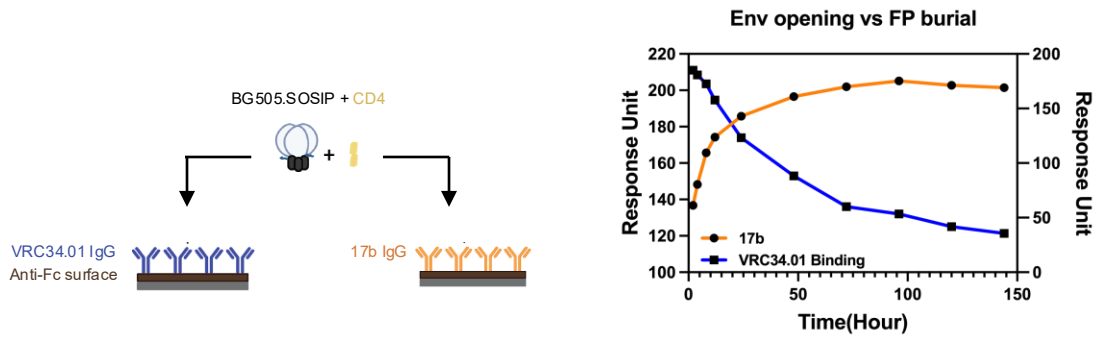 BG505.SOSIP + CD4
+
VRC34.01 IgG
Anti-Fc surface
17b IgG
Env opening vs FP burial
Response Unit
220
200
180
160
140
120
100
200
150
100
50
0
Response Unit
17b
VRC34.01 Binding
0
50
100
150
Time(Hour)